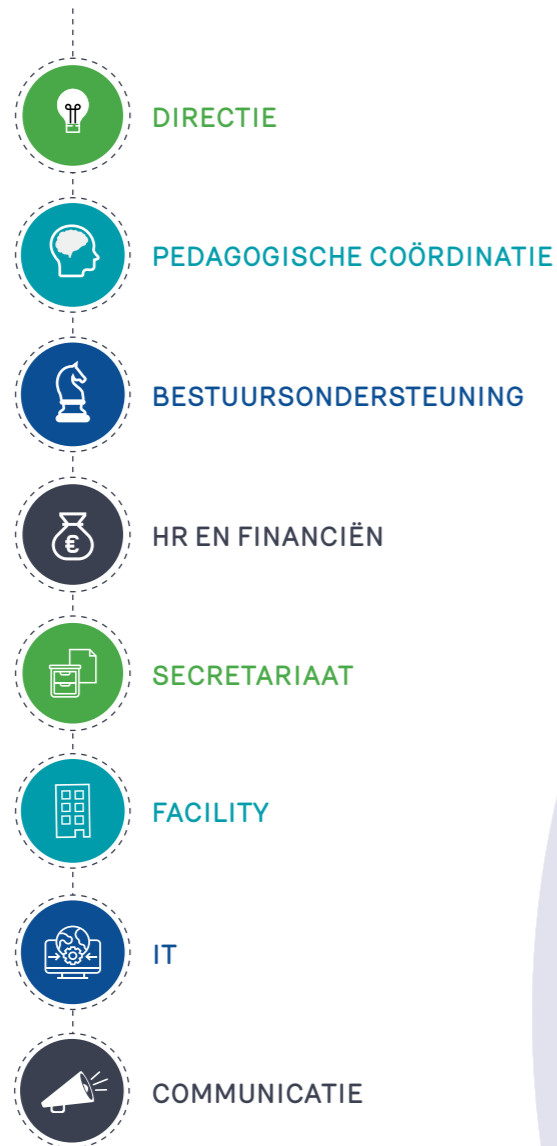 DIRECTIE
PEDAGOGISCHE COÖRDINATIE
BESTUURSONDERSTEUNING
€
HR EN FINANCIËN
SECRETARIAAT
FACILITY
IT
COMMUNICATIE